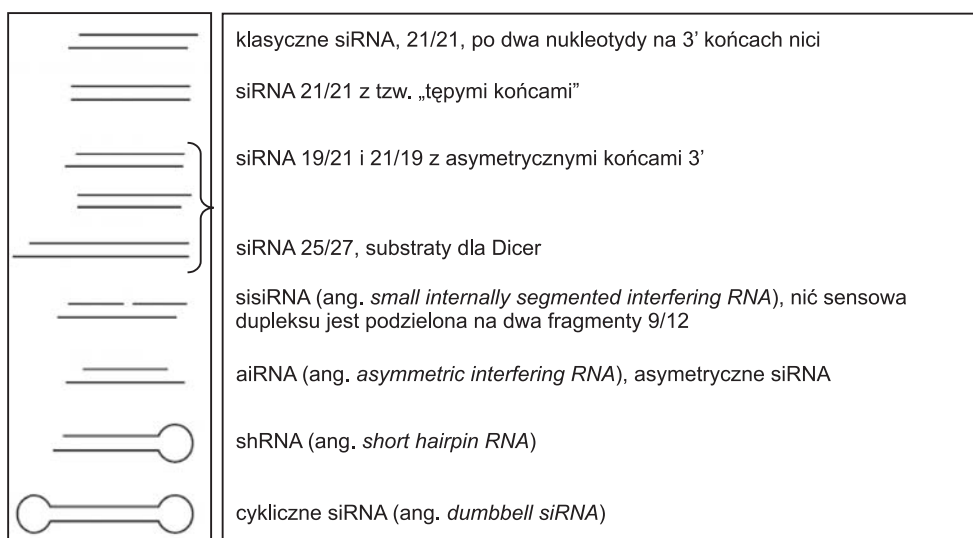 klasyczne siRNA, 21/21, po dwa nukleotydy na 3’ końcach nici
siRNA 21/21 z tzw. „tępymi końcami”
siRNA 19/21 i 21/19 z asymetrycznymi końcami 3’
siRNA 25/27, substraty dla Dicer
sisiRNA (ang. small internally segmented interfering RNA), nić sensowa
dupleksu jest podzielona na dwa fragmenty 9/12
aiRNA (ang. asymmetric interfering RNA), asymetryczne siRNA
shRNA (ang. short hairpin RNA)
cykliczne siRNA (ang. dumbbell siRNA)